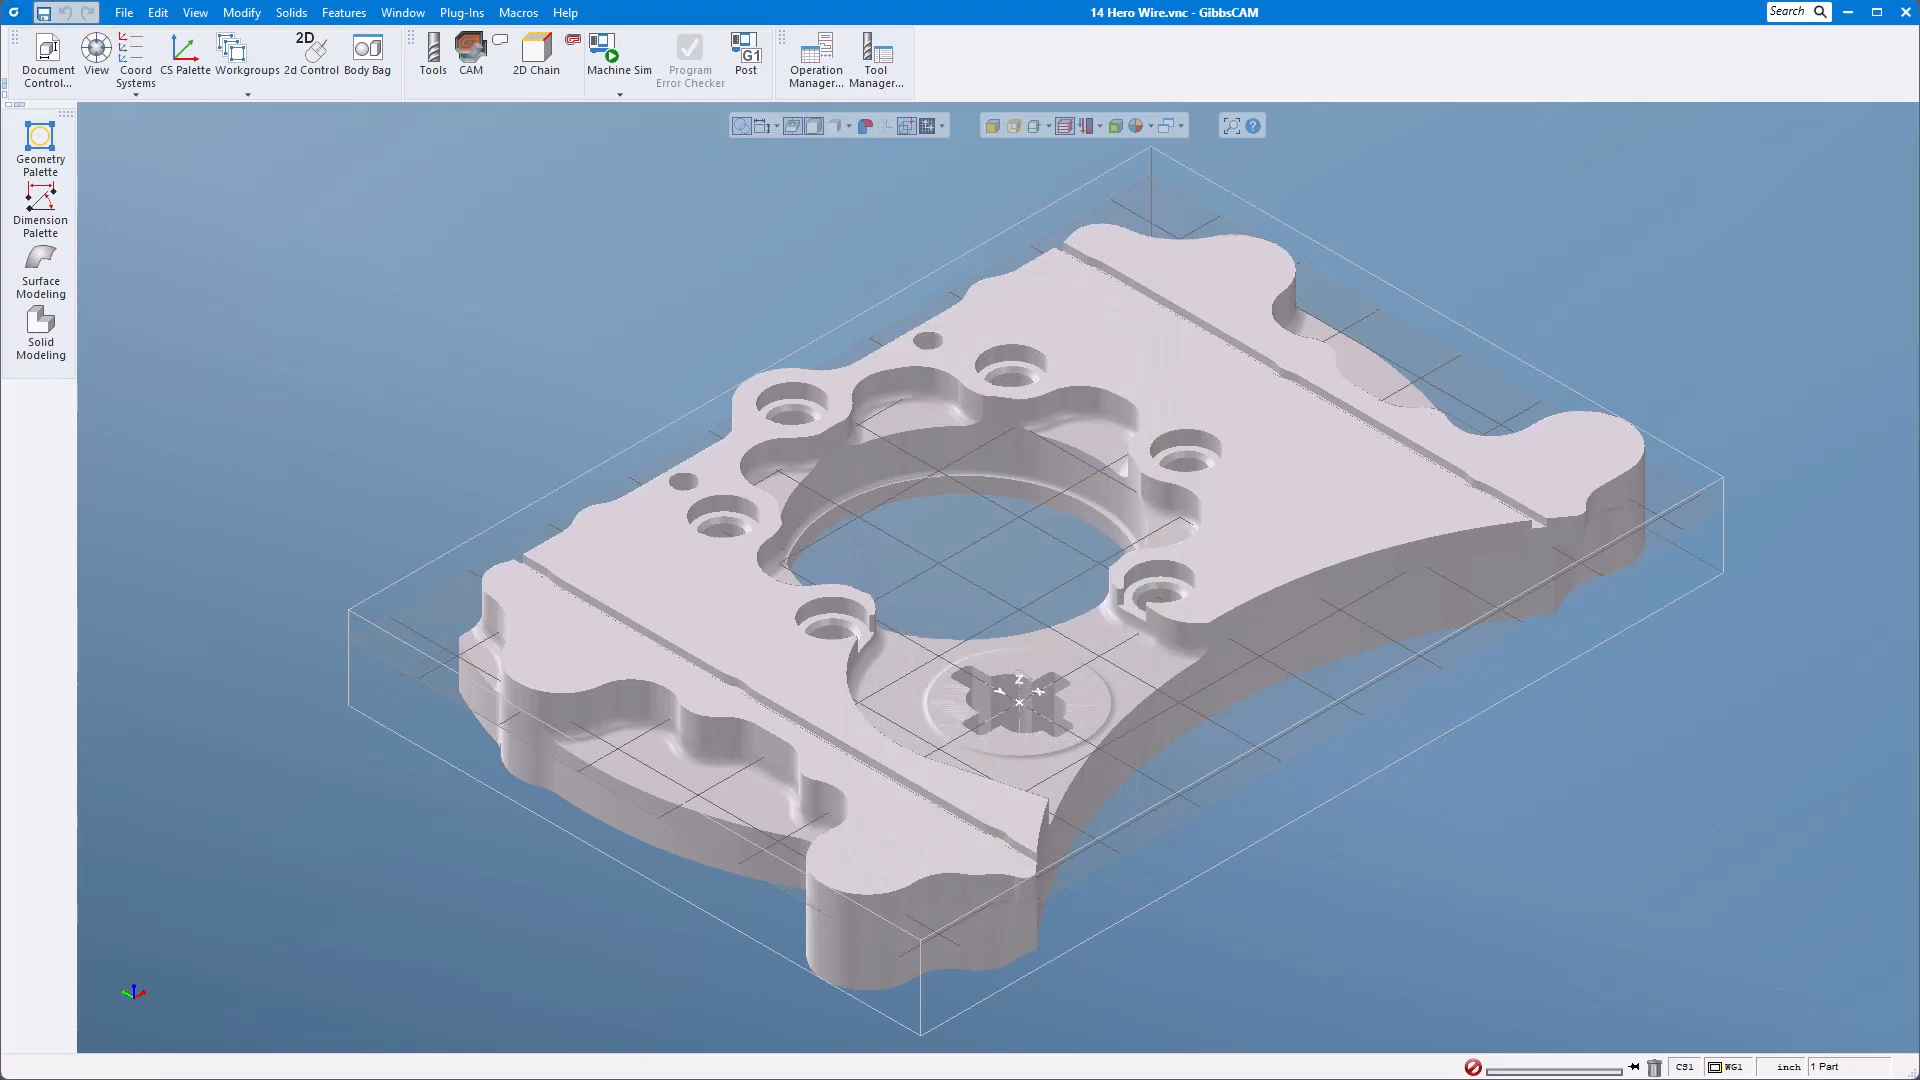 File Edit View Modify Solids Features Window Plug-Ins Macros Help
14 Hero Wire.vnc - GibbsCAM
Search
Document Control...
View
Coord Systems
CS Palette
Workgroups
2D
2d Control
Body Bag
Tools
CAM
2D Chain
Machine Sim
Program Error Checker
G1
Post
Operation Manager...
Tool Manager...
Geometry Palette
Dimension Palette
Surface Modeling
Solid Modeling
Z
Y X
CS1 WG1 inch 1 Part